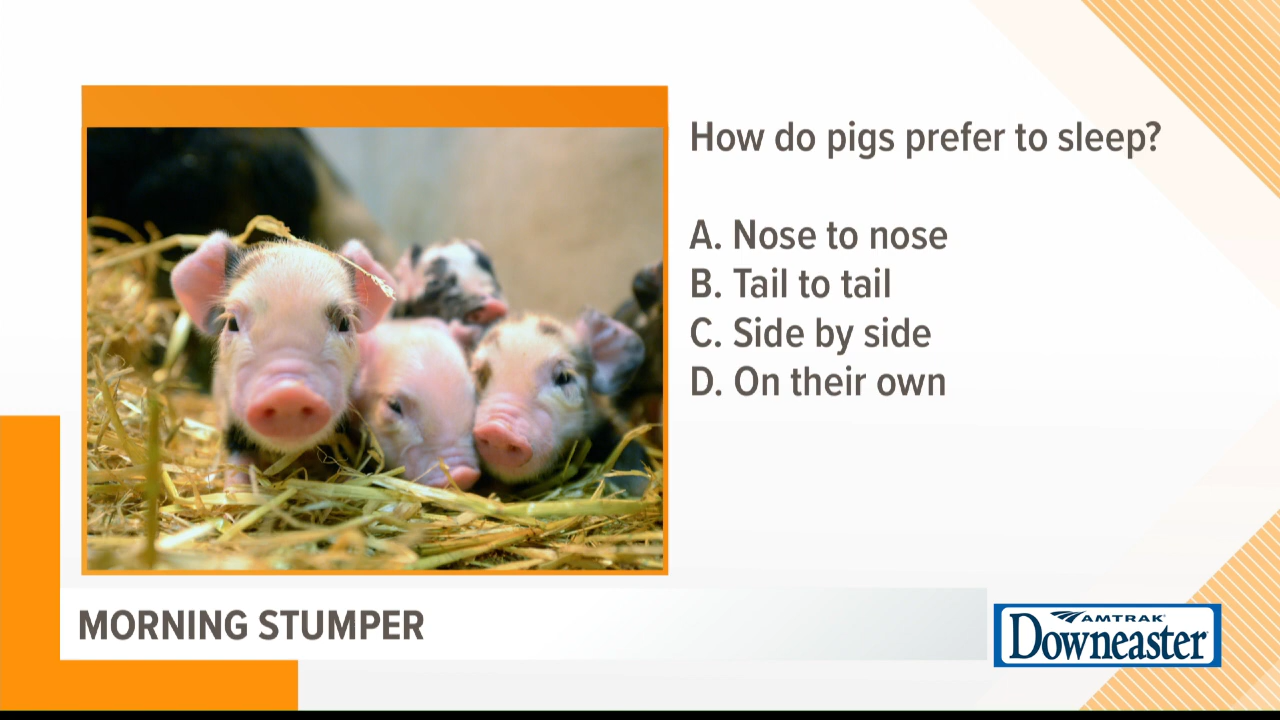 How do pigs prefer to sleep?
A. Nose to nose
B. Tail to tail
C. Side by side
D. On their own
MORNING STUMPER
AMTRAK
Downeaster